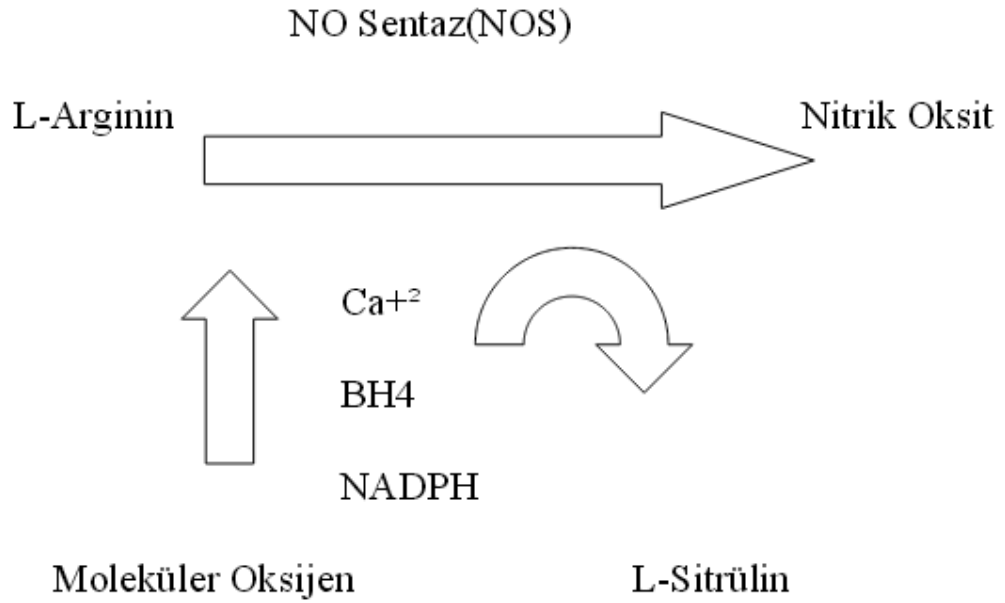 NO Sentaz(NOS)
L-Arginin
Nitrik Oksit
Ca+²
BH4
NADPH
Moleküler Oksijen
L-Sitrülin